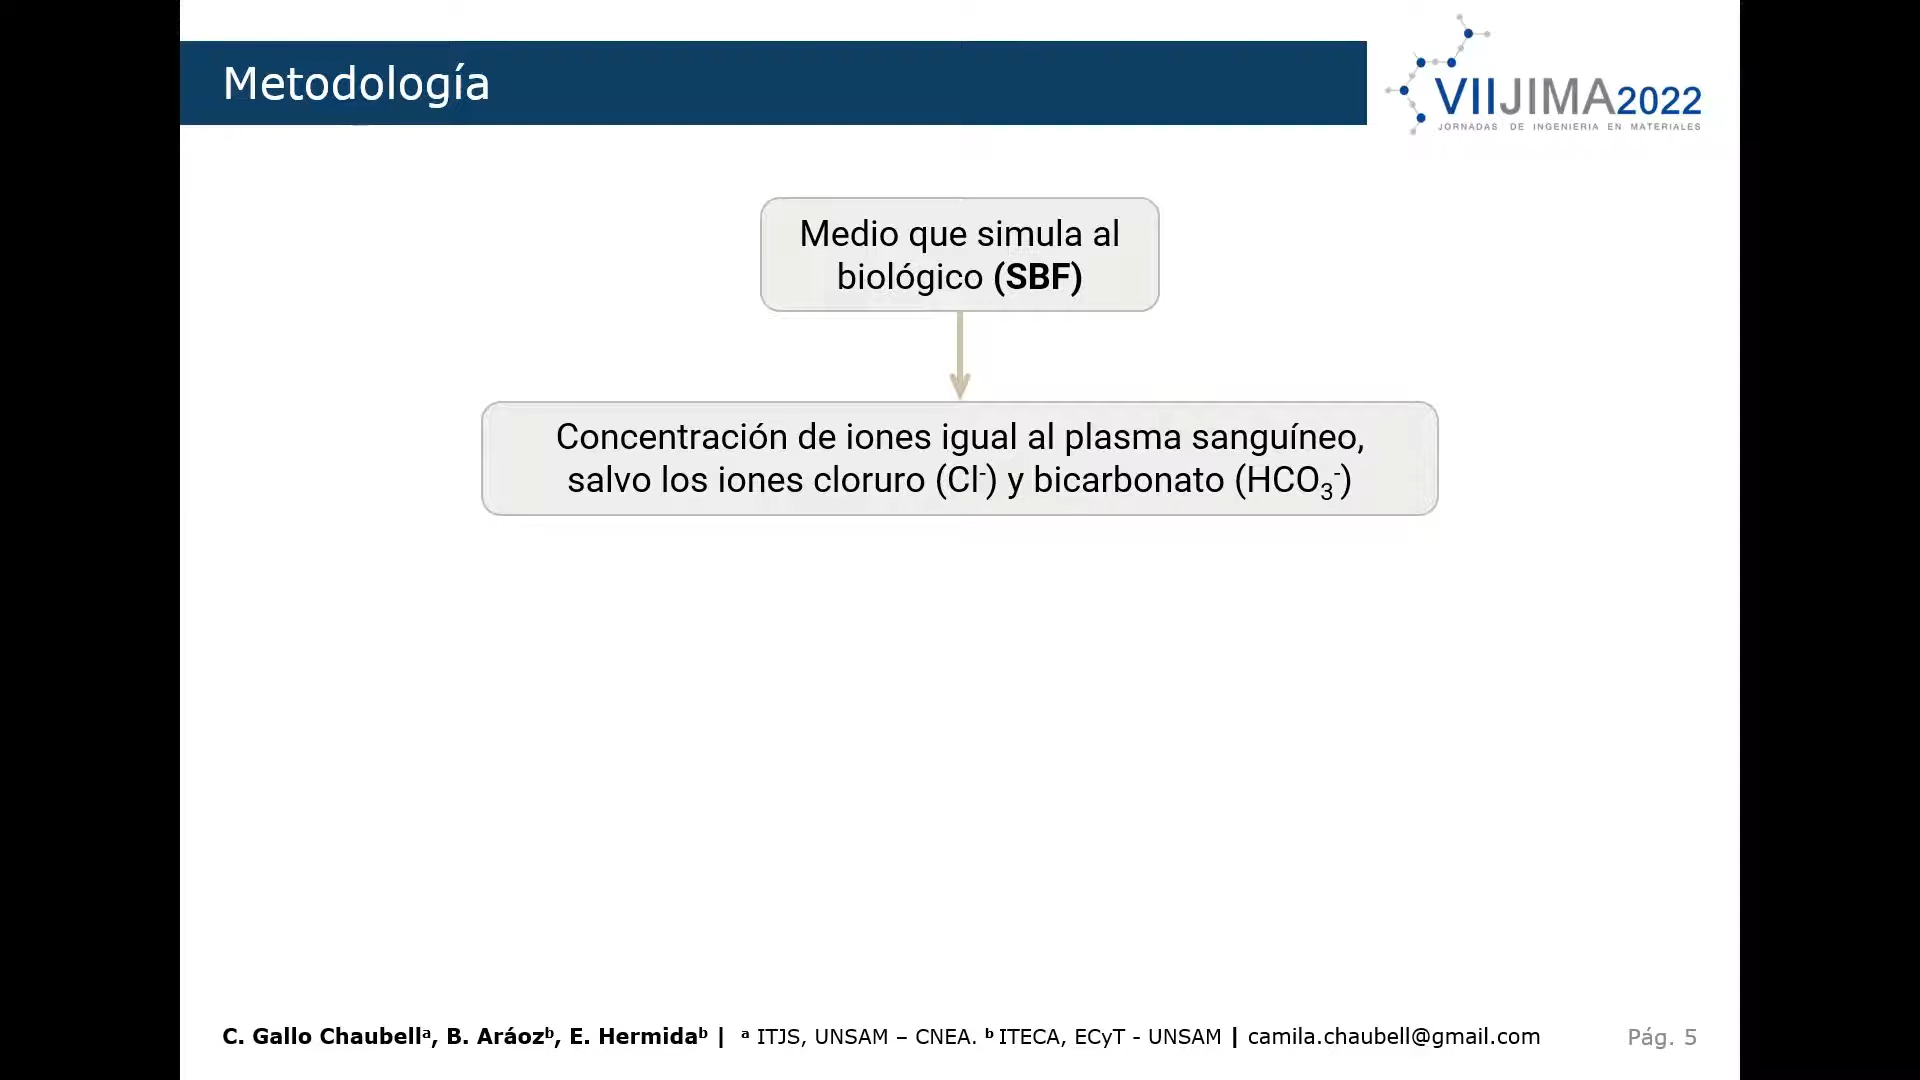 Metodología
VIIJIMA2022
JORNADAS DE INGENIERIA EN MATERIALES
Medio que simula al
biológico (SBF)
Concentración de iones igual al plasma sanguíneo,
salvo los iones cloruro (Cl⁻) y bicarbonato (HCO₃⁻)
C. Gallo Chaubellᵃ, B. Aráozᵇ, E. Hermidaᵇ | ᵃ ITJS, UNSAM – CNEA. ᵇ ITECA, ECyT - UNSAM | camila.chaubell@gmail.com
Pág. 5